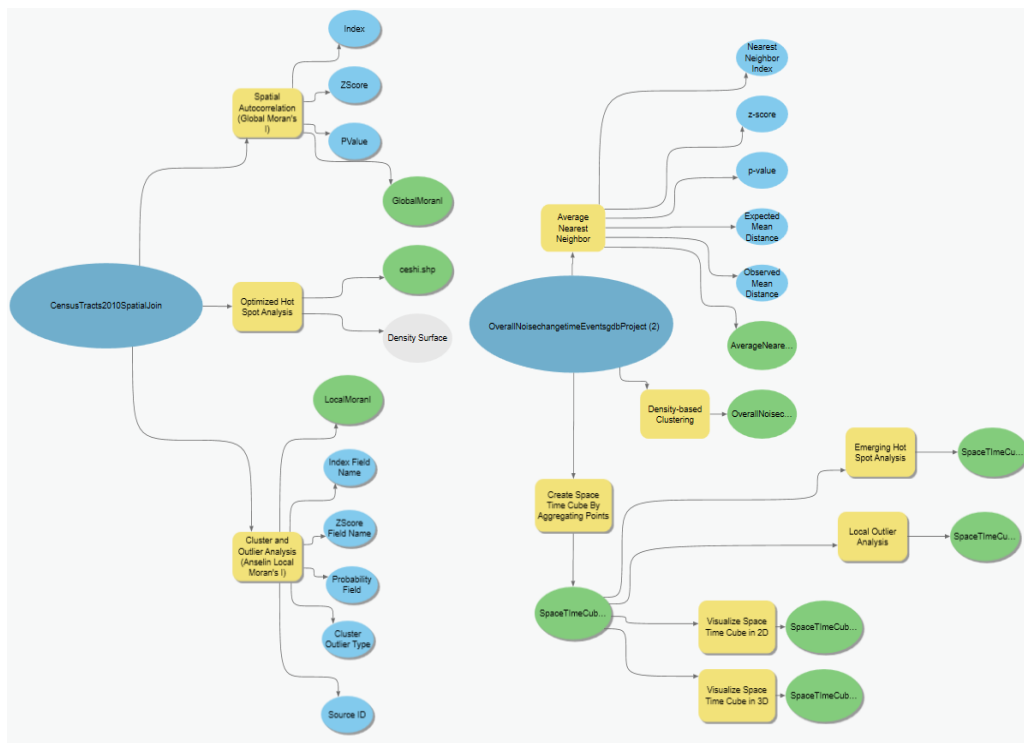 Index
Spatial
Autocorrelation
(Global Moran's
I)
ZScore
PValue
GlobalMoranI
CensusTracts2010SpatialJoin
Optimized Hot
Spot Analysis
ceshi.shp
Density Surface
LocalMoranI
Index Field
Name
Cluster and
Outlier Analysis
(Anselin Local
Moran's I)
ZScore
Field Name
Probability
Field
Cluster
Outlier Type
Source ID
Nearest
Neighbor
Index
z-score
p-value
Average
Nearest
Neighbor
Expected
Mean
Distance
Observed
Mean
Distance
AverageNeare...
OverallNoisechangetimeEventsgdbProject (2)
Density-based
Clustering
OverallNoisec...
Create Space
Time Cube By
Aggregating Points
Emerging Hot
Spot Analysis
SpaceTImeCu...
Local Outlier
Analysis
SpaceTImeCu...
SpaceTImeCub...
Visualize Space
Time Cube in 2D
SpaceTImeCub...
Visualize Space
Time Cube in 3D
SpaceTImeCub...